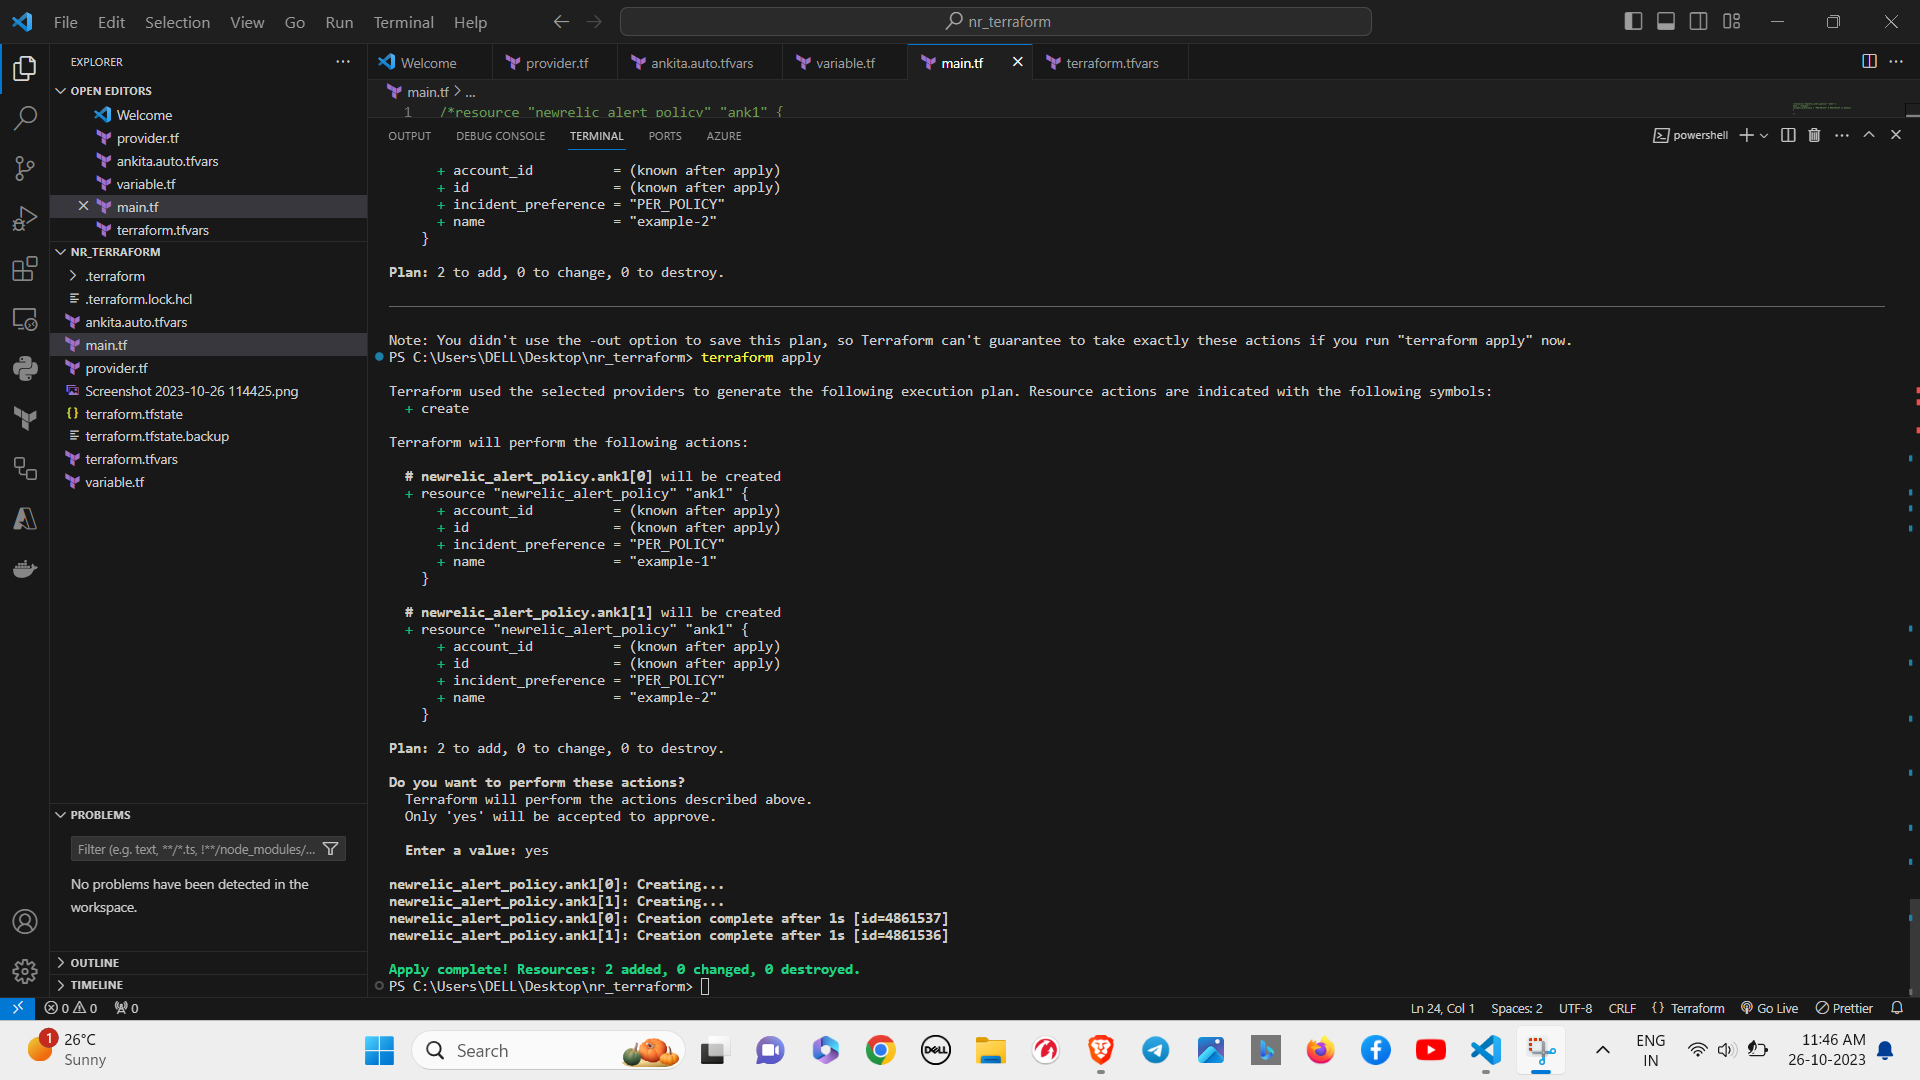 File Edit Selection View Go Run Terminal Help
nr_terraform
EXPLORER
OPEN EDITORS
Welcome
provider.tf
ankita.auto.tfvars
variable.tf
main.tf
terraform.tfvars
NR_TERRAFORM
.terraform
.terraform.lock.hcl
ankita.auto.tfvars
main.tf
provider.tf
Screenshot 2023-10-26 114425.png
terraform.tfstate
terraform.tfstate.backup
terraform.tfvars
variable.tf
PROBLEMS
Filter (e.g. text, **/*.ts, !**/node_modules/...
No problems have been detected in the
workspace.
OUTLINE
TIMELINE
Welcome provider.tf ankita.auto.tfvars variable.tf main.tf terraform.tfvars
main.tf > ...
1 /*resource "newrelic_alert_policy" "ank1" {
OUTPUT DEBUG CONSOLE TERMINAL PORTS AZURE
powershell
+ account_id = (known after apply)
+ id = (known after apply)
+ incident_preference = "PER_POLICY"
+ name = "example-2"
}
Plan: 2 to add, 0 to change, 0 to destroy.
Note: You didn't use the -out option to save this plan, so Terraform can't guarantee to take exactly these actions if you run "terraform apply" now.
PS C:\Users\DELL\Desktop\nr_terraform> terraform apply
Terraform used the selected providers to generate the following execution plan. Resource actions are indicated with the following symbols:
+ create
Terraform will perform the following actions:
# newrelic_alert_policy.ank1[0] will be created
+ resource "newrelic_alert_policy" "ank1" {
+ account_id = (known after apply)
+ id = (known after apply)
+ incident_preference = "PER_POLICY"
+ name = "example-1"
}
# newrelic_alert_policy.ank1[1] will be created
+ resource "newrelic_alert_policy" "ank1" {
+ account_id = (known after apply)
+ id = (known after apply)
+ incident_preference = "PER_POLICY"
+ name = "example-2"
}
Plan: 2 to add, 0 to change, 0 to destroy.
Do you want to perform these actions?
Terraform will perform the actions described above.
Only 'yes' will be accepted to approve.
Enter a value: yes
newrelic_alert_policy.ank1[0]: Creating...
newrelic_alert_policy.ank1[1]: Creating...
newrelic_alert_policy.ank1[0]: Creation complete after 1s [id=4861537]
newrelic_alert_policy.ank1[1]: Creation complete after 1s [id=4861536]
Apply complete! Resources: 2 added, 0 changed, 0 destroyed.
PS C:\Users\DELL\Desktop\nr_terraform>
0 0 0
Ln 24, Col 1 Spaces: 2 UTF-8 CRLF {} Terraform Go Live Prettier
1
26°C
Sunny
Search
DELL
ENG
IN
11:46 AM
26-10-2023